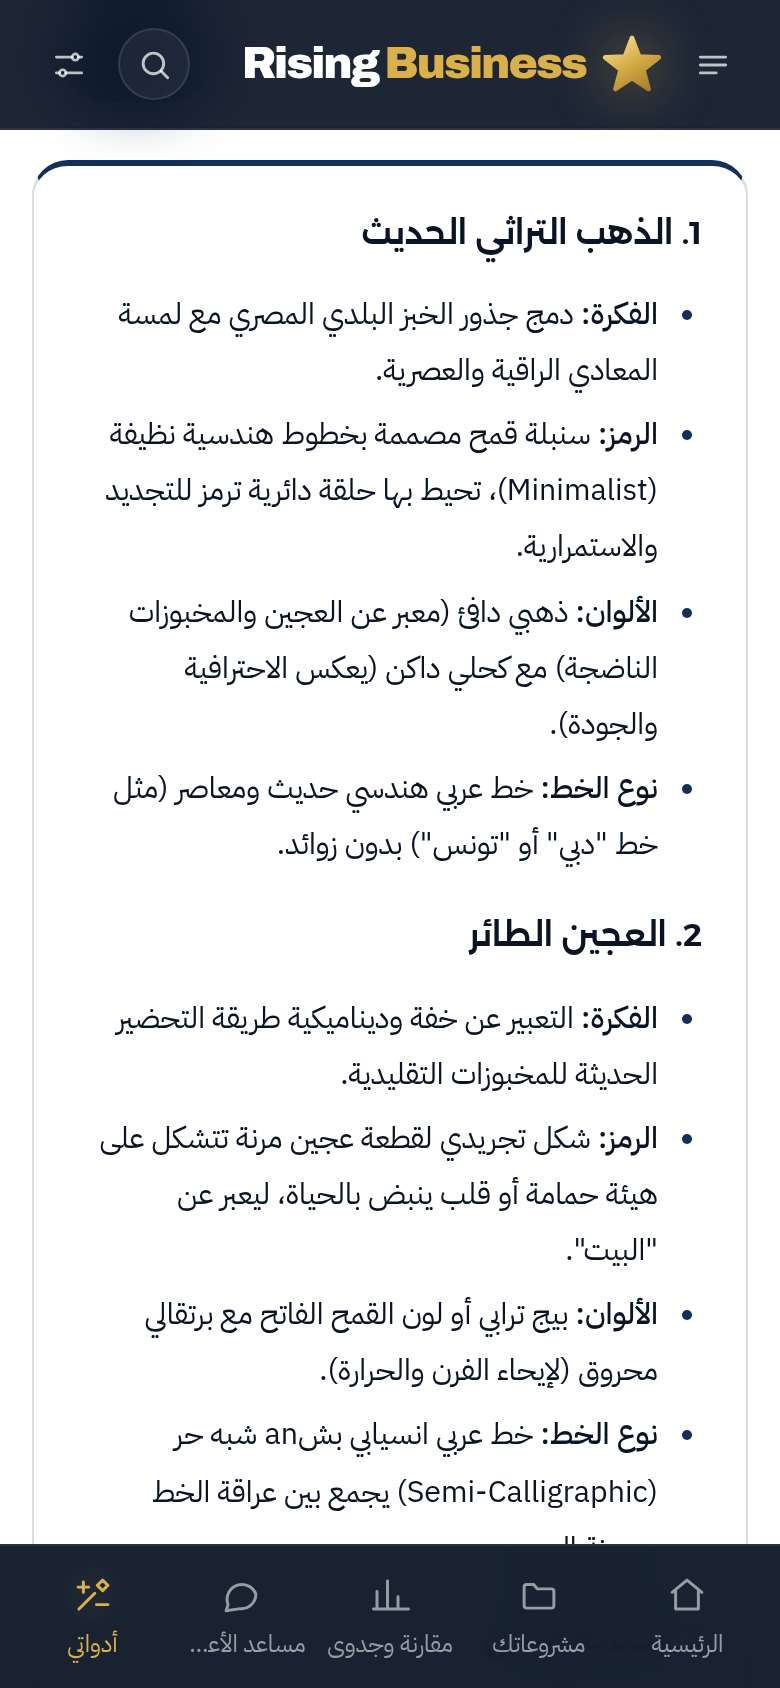 Rising Business
1. الذهب التراثي الحديث
الفكرة: دمج جذور الخبز البلدي المصري مع لمسة
المعادي الراقية والعصرية.
الرمز: سنبلة قمح مصممة بخطوط هندسية نظيفة
(Minimalist)، تحيط بها حلقة دائرية ترمز للتجديد
والاستمرارية.
الألوان: ذهبي دافئ (معبر عن العجين والمخبوزات
الناضجة) مع كحلي داكن (يعكس الاحترافية
والجودة).
نوع الخط: خط عربي هندسي حديث ومعاصر (مثل
خط "دبي" أو "تونس") بدون زوائد.
2. العجين الطائر
الفكرة: التعبير عن خفة وديناميكية طريقة التحضير
الحديثة للمخبوزات التقليدية.
الرمز: شكل تجريدي لقطعة عجين مرنة تتشكل على
هيئة حمامة أو قلب ينبض بالحياة، ليعبر عن
"البيت".
الألوان: بيج ترابي أو لون القمح الفاتح مع برتقالي
محروق (لإيحاء الفرن والحرارة).
نوع الخط: خط عربي انسيابي بشan شبه حر
(Semi-Calligraphic) يجمع بين عراقة الخط
الرئيسية
مشروعاتك
مقارنة وجدوى
مساعد الأعـ...
أدواتي